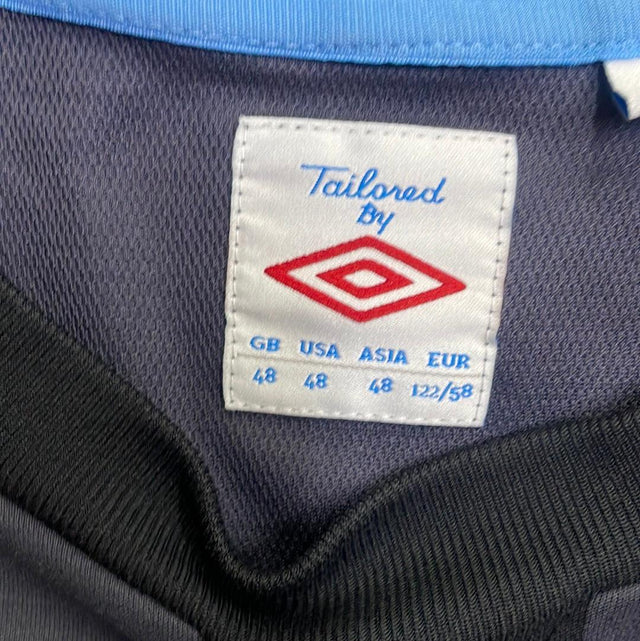 Tailored
By
GB USA ASIA EUR
48 48 48 122/58